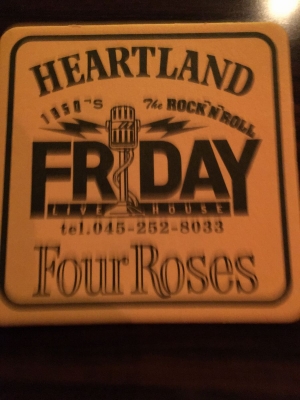 HEARTLAND
1950'S The ROCK'N'ROLL
FRIDAY
LIVE HOUSE
tel.045-252-8033
Four Roses